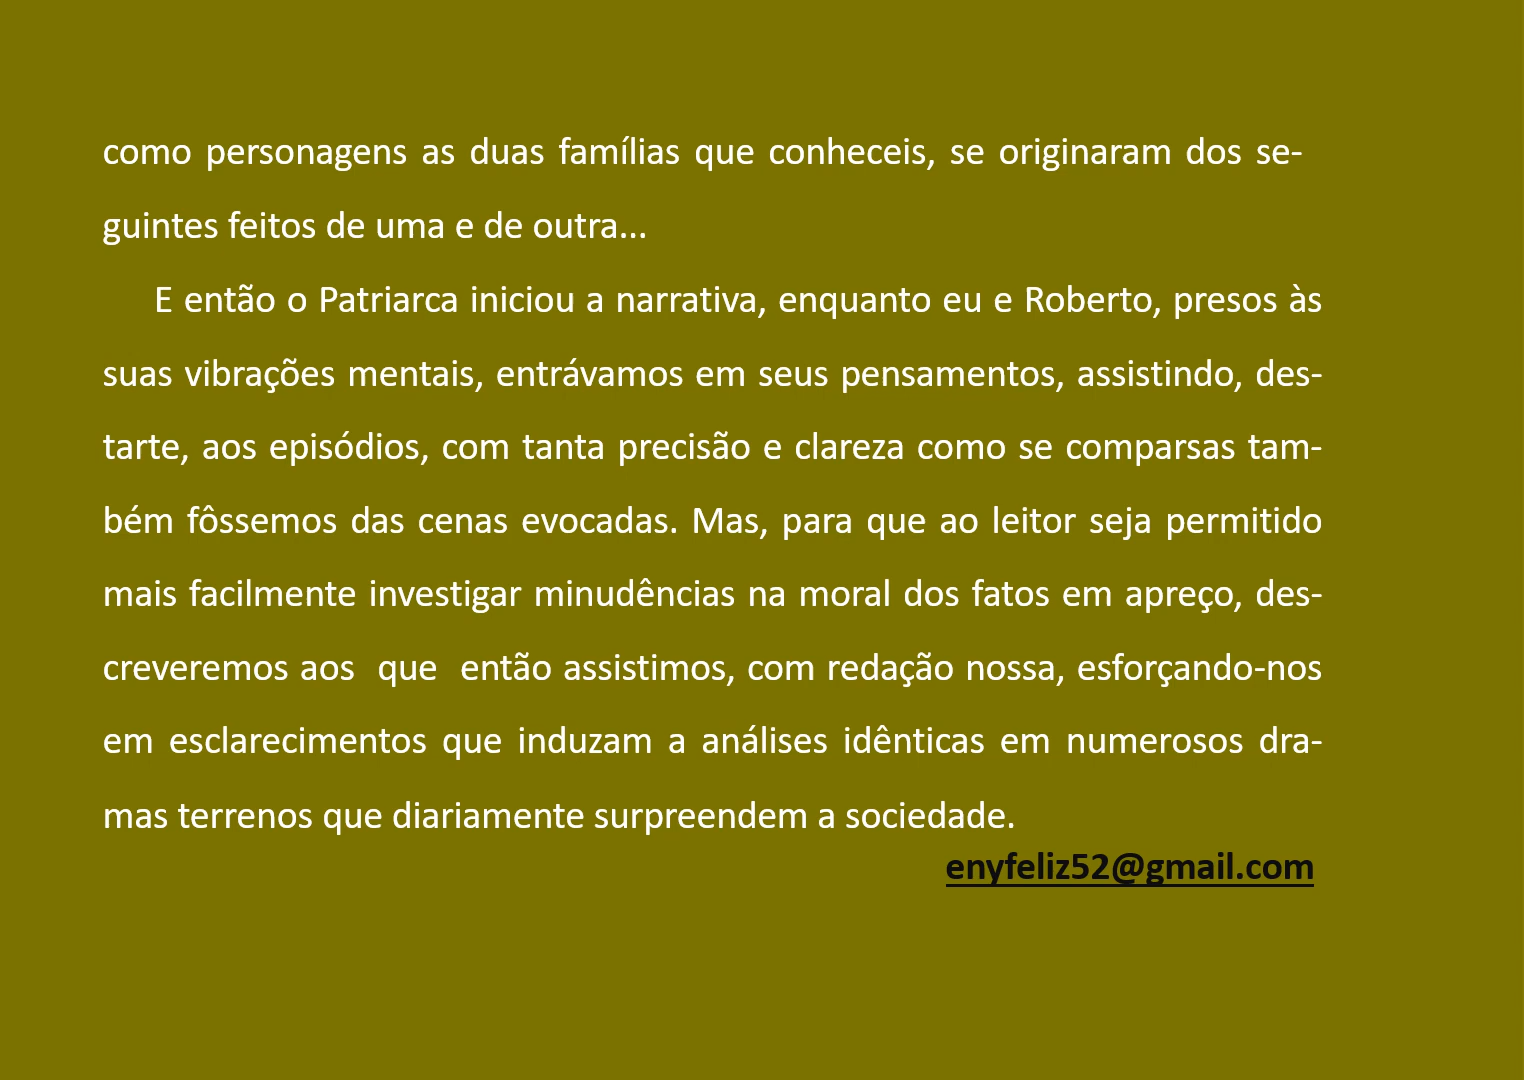 como personagens as duas famílias que conheceis, se originaram dos se-
guintes feitos de uma e de outra...
E então o Patriarca iniciou a narrativa, enquanto eu e Roberto, presos às
suas vibrações mentais, entrávamos em seus pensamentos, assistindo, des-
tarte, aos episódios, com tanta precisão e clareza como se comparsas tam-
bém fôssemos das cenas evocadas. Mas, para que ao leitor seja permitido
mais facilmente investigar minudências na moral dos fatos em apreço, des-
creveremos aos que então assistimos, com redação nossa, esforçando-nos
em esclarecimentos que induzam a análises idênticas em numerosos dra-
mas terrenos que diariamente surpreendem a sociedade.
enyfeliz52@gmail.com